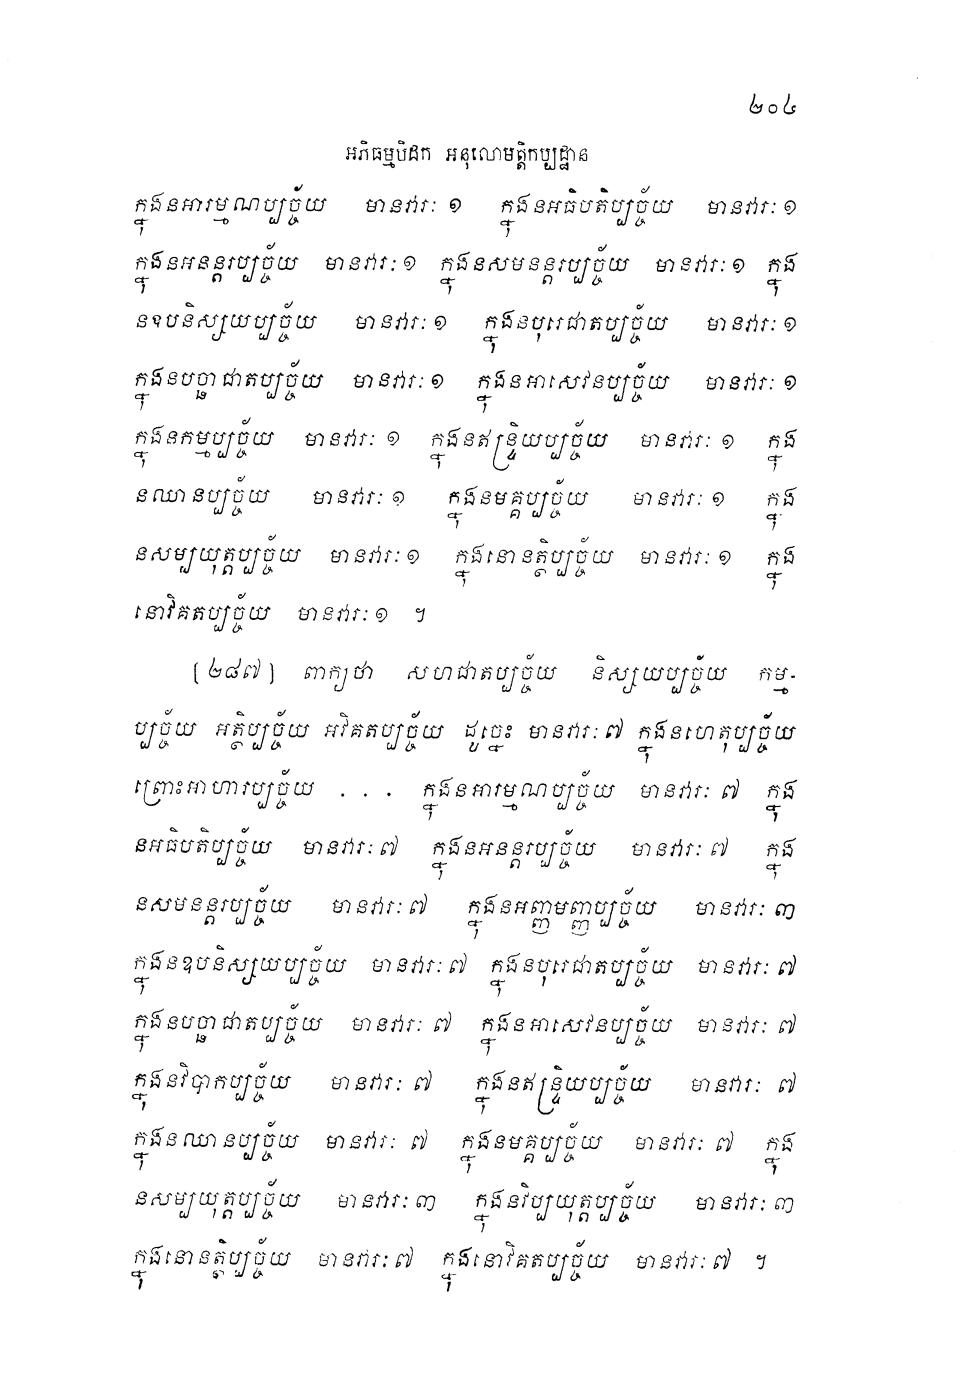 ២០៤
អភិធម្មបិដក អនុលោមត្តិកប្បដ្ឋាន
ក្នុងនអារម្មណប្បច្ច័យ មានវារៈ ១ ក្នុងនអធិបតិប្បច្ច័យ មានវារៈ ១
ក្នុងនអនន្តរប្បច្ច័យ មានវារៈ ១ ក្នុងនសមនន្តរប្បច្ច័យ មានវារៈ ១ ក្នុង
នឧបនិស្សយប្បច្ច័យ មានវារៈ ១ ក្នុងនបុរេជាតប្បច្ច័យ មានវារៈ ១
ក្នុងនបច្ឆាជាតប្បច្ច័យ មានវារៈ ១ ក្នុងនអាសេវនប្បច្ច័យ មានវារៈ ១
ក្នុងនកម្មប្បច្ច័យ មានវារៈ ១ ក្នុងនឥន្ទ្រិយប្បច្ច័យ មានវារៈ ១ ក្នុង
នឈានប្បច្ច័យ មានវារៈ ១ ក្នុងនមគ្គប្បច្ច័យ មានវារៈ ១ ក្នុង
នសម្បយុត្តប្បច្ច័យ មានវារៈ ១ ក្នុងនោនត្ថិប្បច្ច័យ មានវារៈ ១ ក្នុង
នោវិគតប្បច្ច័យ មានវារៈ ១ ។
[២៨៧] ពាក្យថា សហជាតប្បច្ច័យ និស្សយប្បច្ច័យ កម្ម-
ប្បច្ច័យ អត្ថិប្បច្ច័យ អវិគតប្បច្ច័យ ដូច្នេះ មានវារៈ ៧ ក្នុងនហេតុប្បច្ច័យ
ព្រោះអាហារប្បច្ច័យ . . . ក្នុងនអារម្មណប្បច្ច័យ មានវារៈ ៧ ក្នុង
នអធិបតិប្បច្ច័យ មានវារៈ ៧ ក្នុងនអនន្តរប្បច្ច័យ មានវារៈ ៧ ក្នុង
នសមនន្តរប្បច្ច័យ មានវារៈ ៧ ក្នុងនអញ្ញមញ្ញប្បច្ច័យ មានវារៈ ៣
ក្នុងនឧបនិស្សយប្បច្ច័យ មានវារៈ ៧ ក្នុងនបុរេជាតប្បច្ច័យ មានវារៈ ៧
ក្នុងនបច្ឆាជាតប្បច្ច័យ មានវារៈ ៧ ក្នុងនអាសេវនប្បច្ច័យ មានវារៈ ៧
ក្នុងនវិបាកប្បច្ច័យ មានវារៈ ៧ ក្នុងនឥន្ទ្រិយប្បច្ច័យ មានវារៈ ៧
ក្នុងនឈានប្បច្ច័យ មានវារៈ ៧ ក្នុងនមគ្គប្បច្ច័យ មានវារៈ ៧ ក្នុង
នសម្បយុត្តប្បច្ច័យ មានវារៈ ៣ ក្នុងនវិប្បយុត្តប្បច្ច័យ មានវារៈ ៣
ក្នុងនោនត្ថិប្បច្ច័យ មានវារៈ ៧ ក្នុងនោវិគតប្បច្ច័យ មានវារៈ ៧ ។